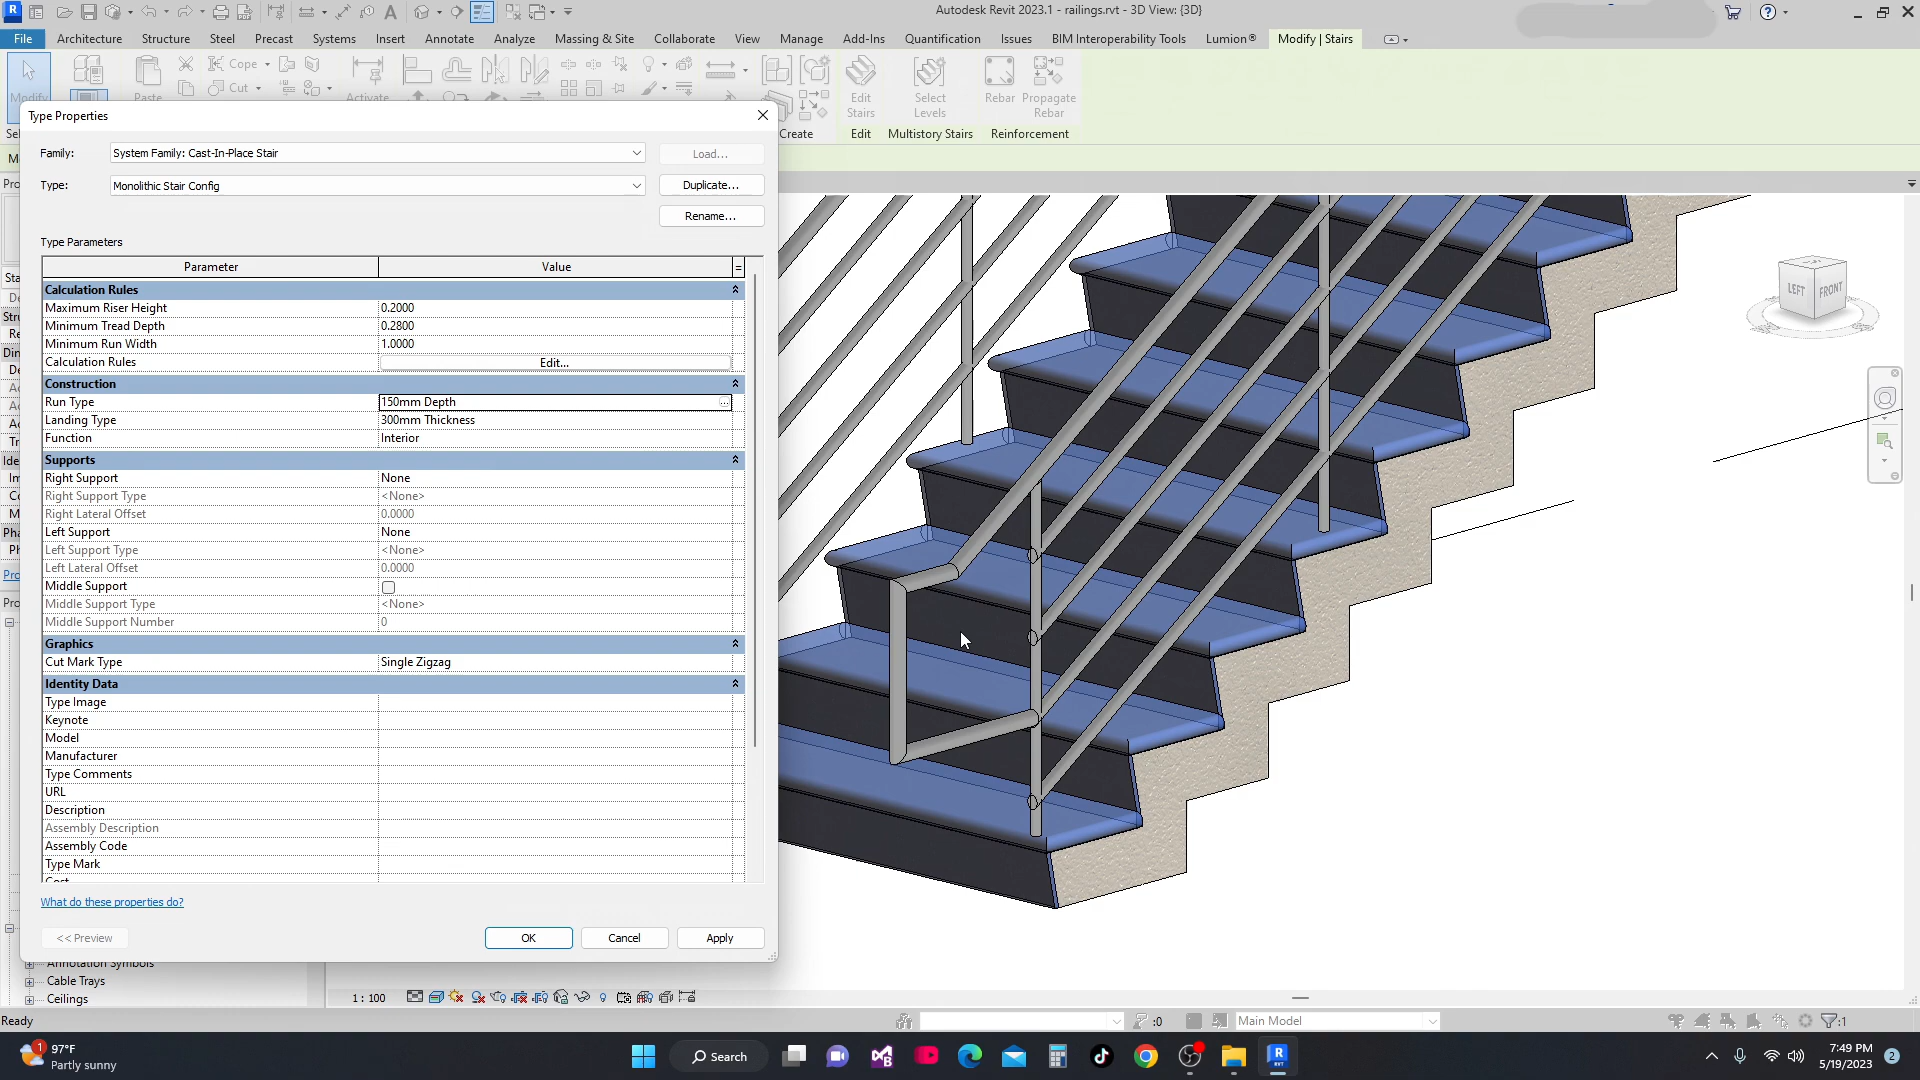 Autodesk Revit 2023.1 - railings.rvt - 3D View: {3D}
File Architecture Structure Steel Precast Systems Insert Annotate Analyze Massing & Site Collaborate View Manage Add-Ins Quantification Issues BIM Interoperability Tools Lumion® Modify | Stairs
Modify Paste Cope Cut Activate Edit Stairs Select Levels Rebar Propagate Rebar
Create Edit Multistory Stairs Reinforcement
Type Properties
Family: System Family: Cast-In-Place Stair Load...
Type: Monolithic Stair Config Duplicate...
Rename...
Type Parameters
Parameter Value =
Calculation Rules
Maximum Riser Height 0.2000
Minimum Tread Depth 0.2800
Minimum Run Width 1.0000
Calculation Rules Edit...
Construction
Run Type 150mm Depth ...
Landing Type 300mm Thickness
Function Interior
Supports
Right Support None
Right Support Type <None>
Right Lateral Offset 0.0000
Left Support None
Left Support Type <None>
Left Lateral Offset 0.0000
Middle Support
Middle Support Type <None>
Middle Support Number 0
Graphics
Cut Mark Type Single Zigzag
Identity Data
Type Image
Keynote
Model
Manufacturer
Type Comments
URL
Description
Assembly Description
Assembly Code
Type Mark
Cost
What do these properties do?
<< Preview OK Cancel Apply
LEFT FRONT
Annotation Symbols
Cable Trays
Ceilings
1 : 100
Ready :0 Main Model :1
97°F
Partly sunny
Search
7:49 PM
5/19/2023
2